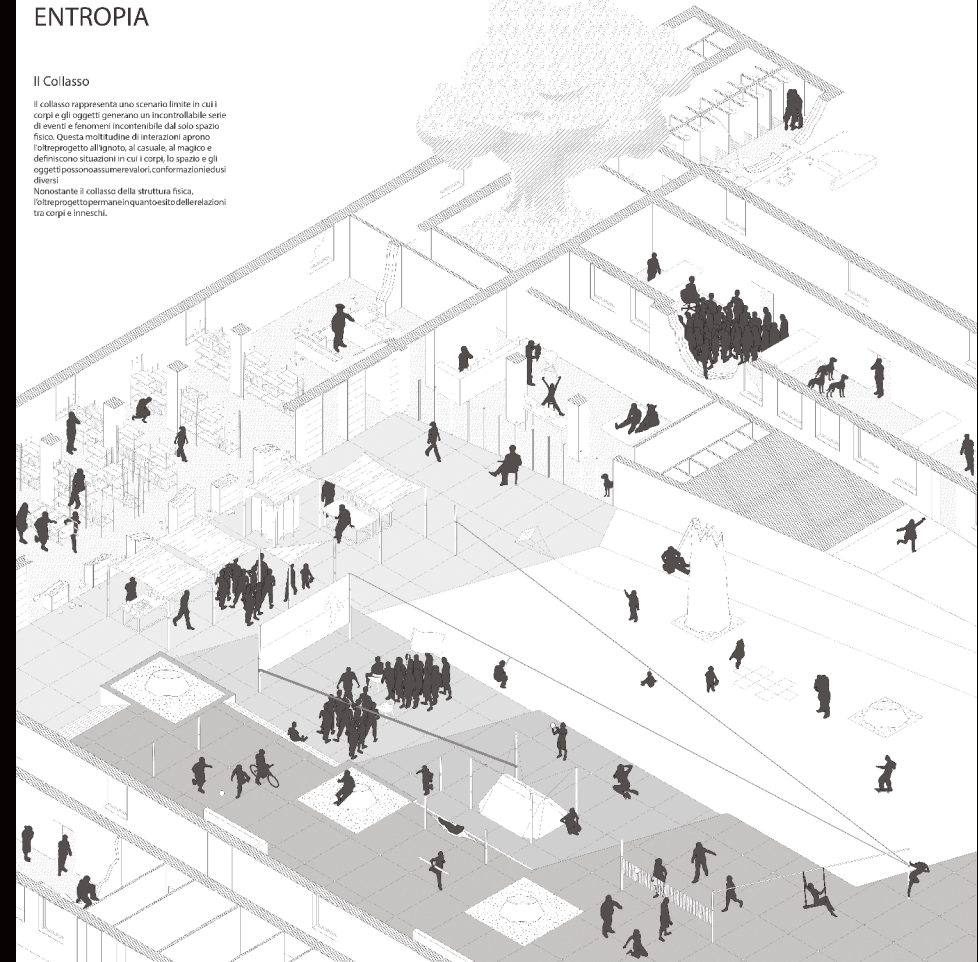 ENTROPIA
Il Collasso
Il collasso rappresenta uno scenario limite in cui i
corpi e gli oggetti generano un incontrollabile serie
di eventi e fenomeni incontenibile dal solo spazio
fisico. Questa moltitudine di interazioni aprono
l'oltreprogetto all'ignoto, al casuale, al magico e
definiscono situazioni in cui i corpi, lo spazio e gli
oggettipossonoassumerevalori,conformazioniedusi
diversi
Nonostante il collasso della struttura fisica,
l'oltreprogettopermaneinquantoesitodellerelazioni
tra corpi e inneschi.